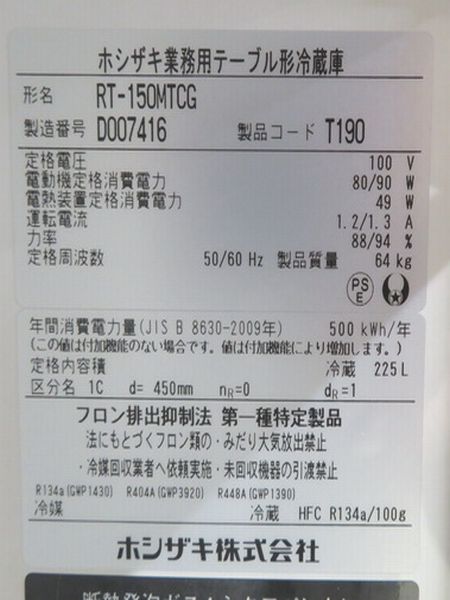 ホシザキ業務用テーブル形冷蔵庫
形名 RT-150MTCG
製造番号 D007416 製品コード T190
定格電圧 100 V
電動機定格消費電力 80/90 W
電熱装置定格消費電力 49 W
運転電流 1.2/1.3 A
力率 88/94 %
定格周波数 50/60 Hz 製品質量 64 kg
PS
E
年間消費電力量(JIS B 8630-2009年) 500 kWh/年
(この値は付加機能のない場合です。値は付加機能により増加します。)
定格内容積 冷蔵 225L
区分名 1C d= 450mm nR=0 dR=1
フロン排出抑制法 第一種特定製品
法にもとづくフロン類の・みだり大気放出禁止
・冷媒回収業者へ依頼実施・未回収機器の引渡禁止
R134a(GWP1430) R404A(GWP3920) R448A(GWP1390)
冷媒 冷蔵 HFC R134a/100g
ホシザキ株式会社